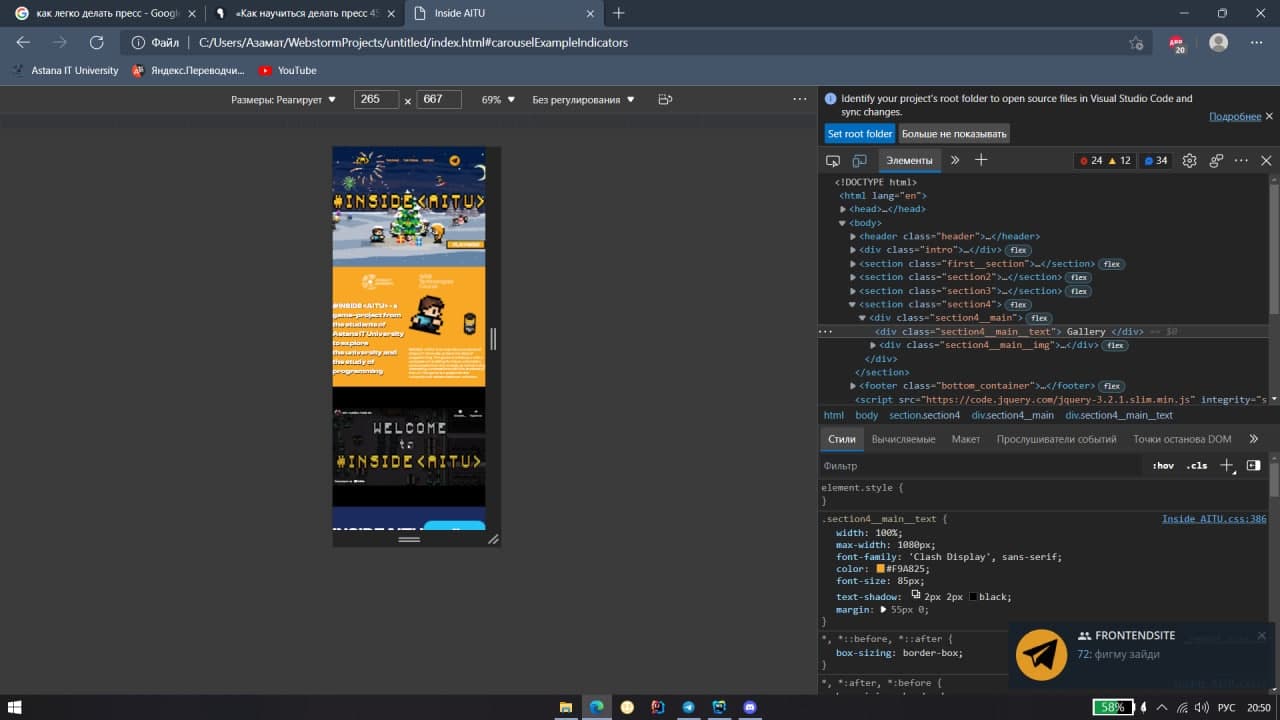 как легко делать пресс - Googl
«Как научиться делать пресс 45
Inside AITU
Файл
C:/Users/Азамат/WebstormProjects/untitled/index.html#carouselExampleIndicators
20
Astana IT University
Яндекс.Переводчи...
YouTube
Размеры: Реагирует ▼ 265 × 667 69% ▼ Без регулирования ▼
Identify your project's root folder to open source files in Visual Studio Code and
sync changes.
Подробнее
Set root folder
Больше не показывать
Элементы
24 12 34
<!DOCTYPE html>
<html lang="en">
<head>…</head>
<body>
<header class="header">…</header>
<div class="intro">…</div> flex
<section class="first__section">…</section> flex
<section class="section2">…</section> flex
<section class="section3">…</section> flex
<section class="section4"> flex
<div class="section4__main"> flex
<div class="section4__main__text"> Gallery </div> == $0
<div class="section4__main__img">…</div> flex
</div>
</section>
<footer class="bottom_container">…</footer> flex
<script src="https://code.jquery.com/jquery-3.2.1.slim.min.js" integrity="s
html body section.section4 div.section4__main div.section4__main__text
Стили
Вычисляемые
Макет
Прослушиватели событий
Точки останова DOM
Фильтр
:hov .cls
element.style {
}
.section4__main__text {
Inside AITU.css:386
width: 100%;
max-width: 1080px;
font-family: 'Clash Display', sans-serif;
color: #F9A825;
font-size: 85px;
text-shadow: 2px 2px black;
margin: 55px 0;
}
*, *::before, *::after {
box-sizing: border-box;
}
*, *:after, *:before {
#INSIDE<AITU>
#INSIDE<AITU> - a
game-project from
the students of
Astana IT University
to explore
the university and
the study of
programming
WELCOME
to
#INSIDE<AITU>
FRONTENDSITE
72: фигму зайди
58%
РУС
20:50